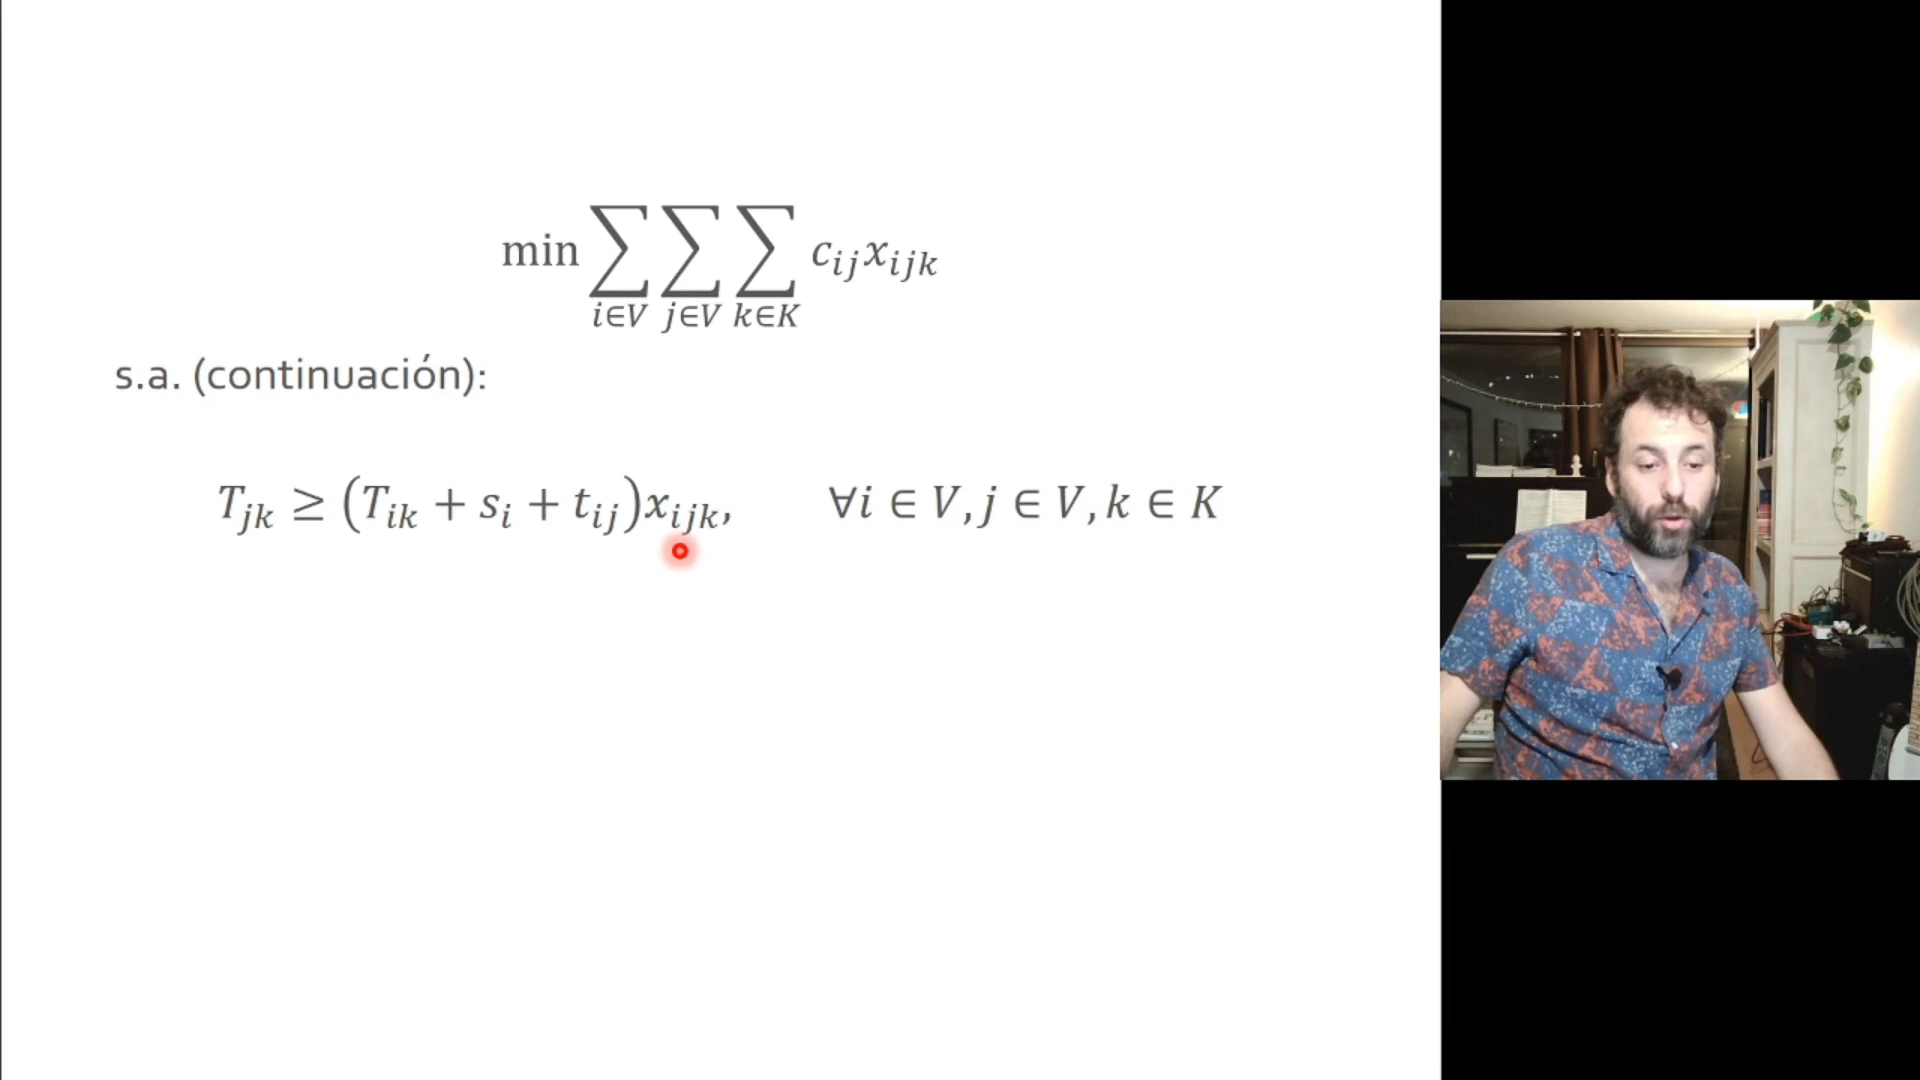 min ∑ ∑ ∑ c_{ij}x_{ijk}
i∈V j∈V k∈K
s.a. (continuación):
T_{jk} ≥ (T_{ik} + s_i + t_{ij})x_{ijk}, ∀i ∈ V, j ∈ V, k ∈ K